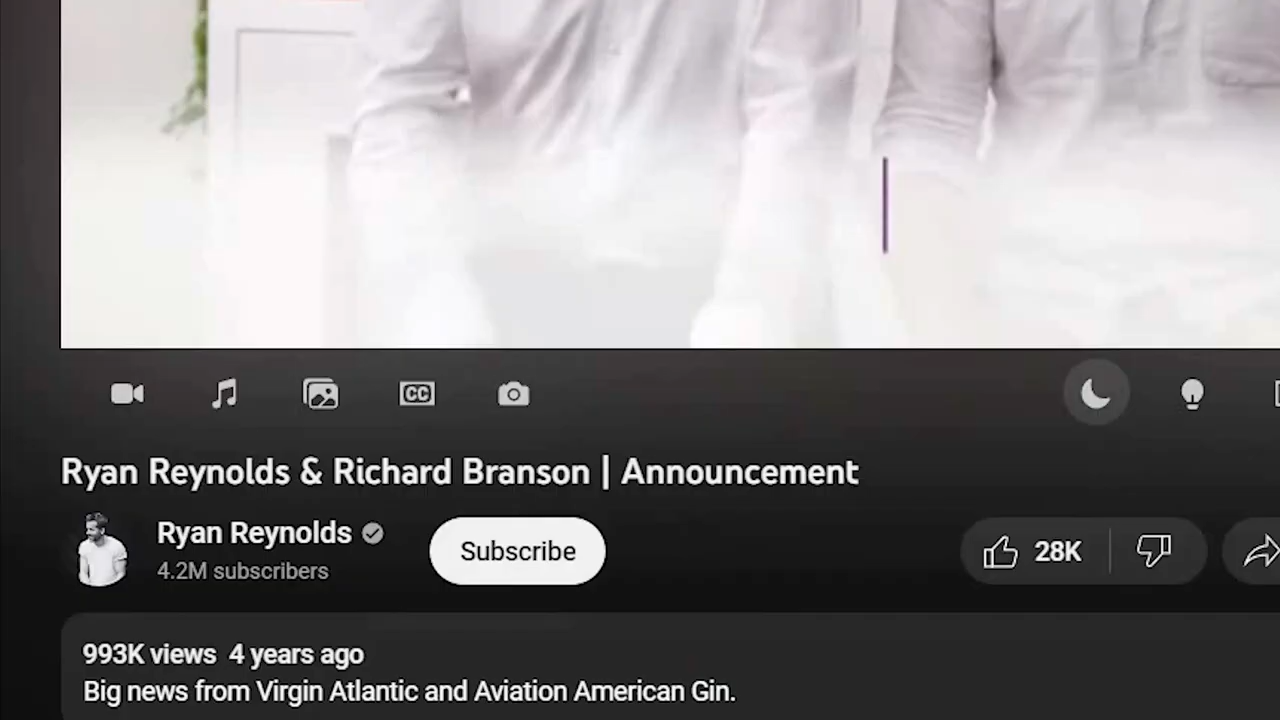 CC
Ryan Reynolds & Richard Branson | Announcement
Ryan Reynolds
4.2M subscribers
Subscribe
28K
993K views 4 years ago
Big news from Virgin Atlantic and Aviation American Gin.